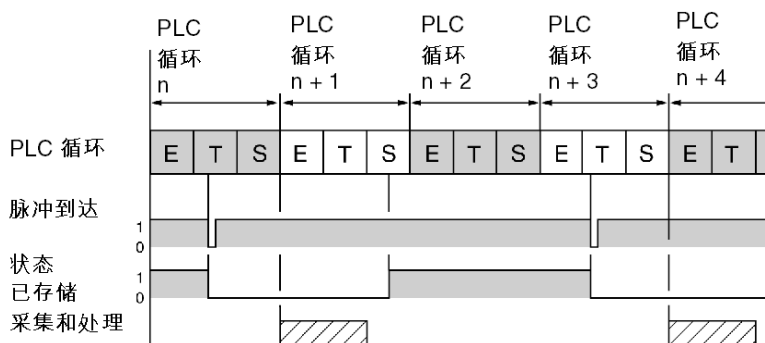 PLC 循环 n
PLC 循环 n + 1
PLC 循环 n + 2
PLC 循环 n + 3
PLC 循环 n + 4
PLC 循环
E T S E T S E T S E T S E T
脉冲到达
1
0
状态
已存储
1
0
采集和处理